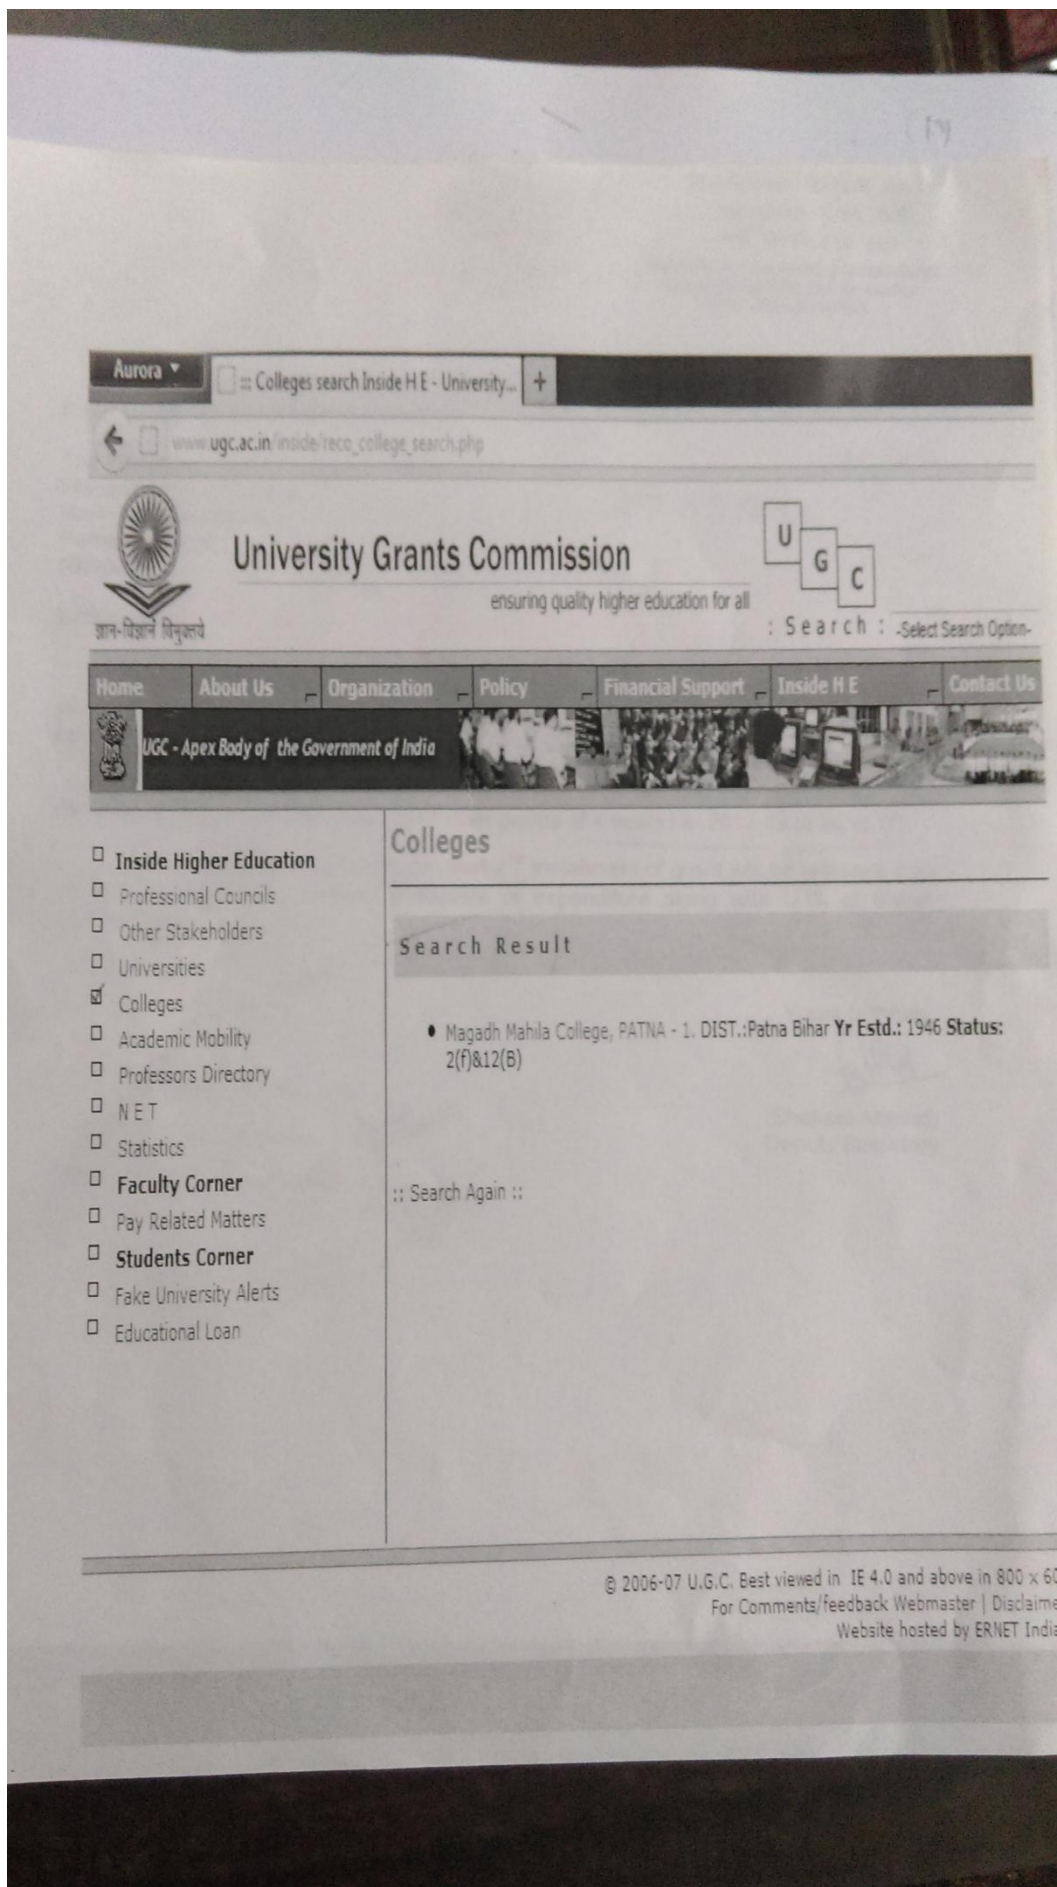 Aurora
::: Colleges search Inside H E - University... +
www.ugc.ac.in/inside/reco_college_search.php
University Grants Commission
ensuring quality higher education for all
U G C
ज्ञान-विज्ञानं विमुक्तये
: Search : -Select Search Option-
Home About Us Organization Policy Financial Support Inside H E Contact Us
UGC - Apex Body of the Government of India
Inside Higher Education
Professional Councils
Other Stakeholders
Universities
Colleges
Academic Mobility
Professors Directory
N E T
Statistics
Faculty Corner
Pay Related Matters
Students Corner
Fake University Alerts
Educational Loan
Colleges
Search Result
• Magadh Mahila College, PATNA - 1. DIST.:Patna Bihar Yr Estd.: 1946 Status:
2(f)&12(B)
:: Search Again ::
© 2006-07 U.G.C. Best viewed in IE 4.0 and above in 800 x 60
For Comments/feedback Webmaster | Disclaime
Website hosted by ERNET India